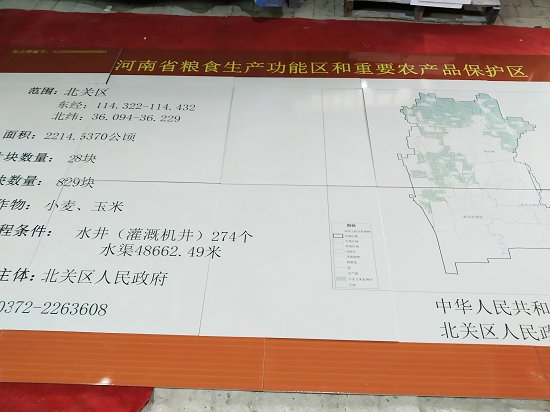 河南省粮食生产功能区和重要农产品保护区
范围：北关区
东经：114.322-114.432
北纬：36.094-36.229
面积：2214.5370公顷
块数量：28块
块数量：829块
作物：小麦、玉米
程条件：水井（灌溉机井）274个
水渠48662.49米
主体：北关区人民政府
0372-2263608
图例
中华人民共和
北关区人民政